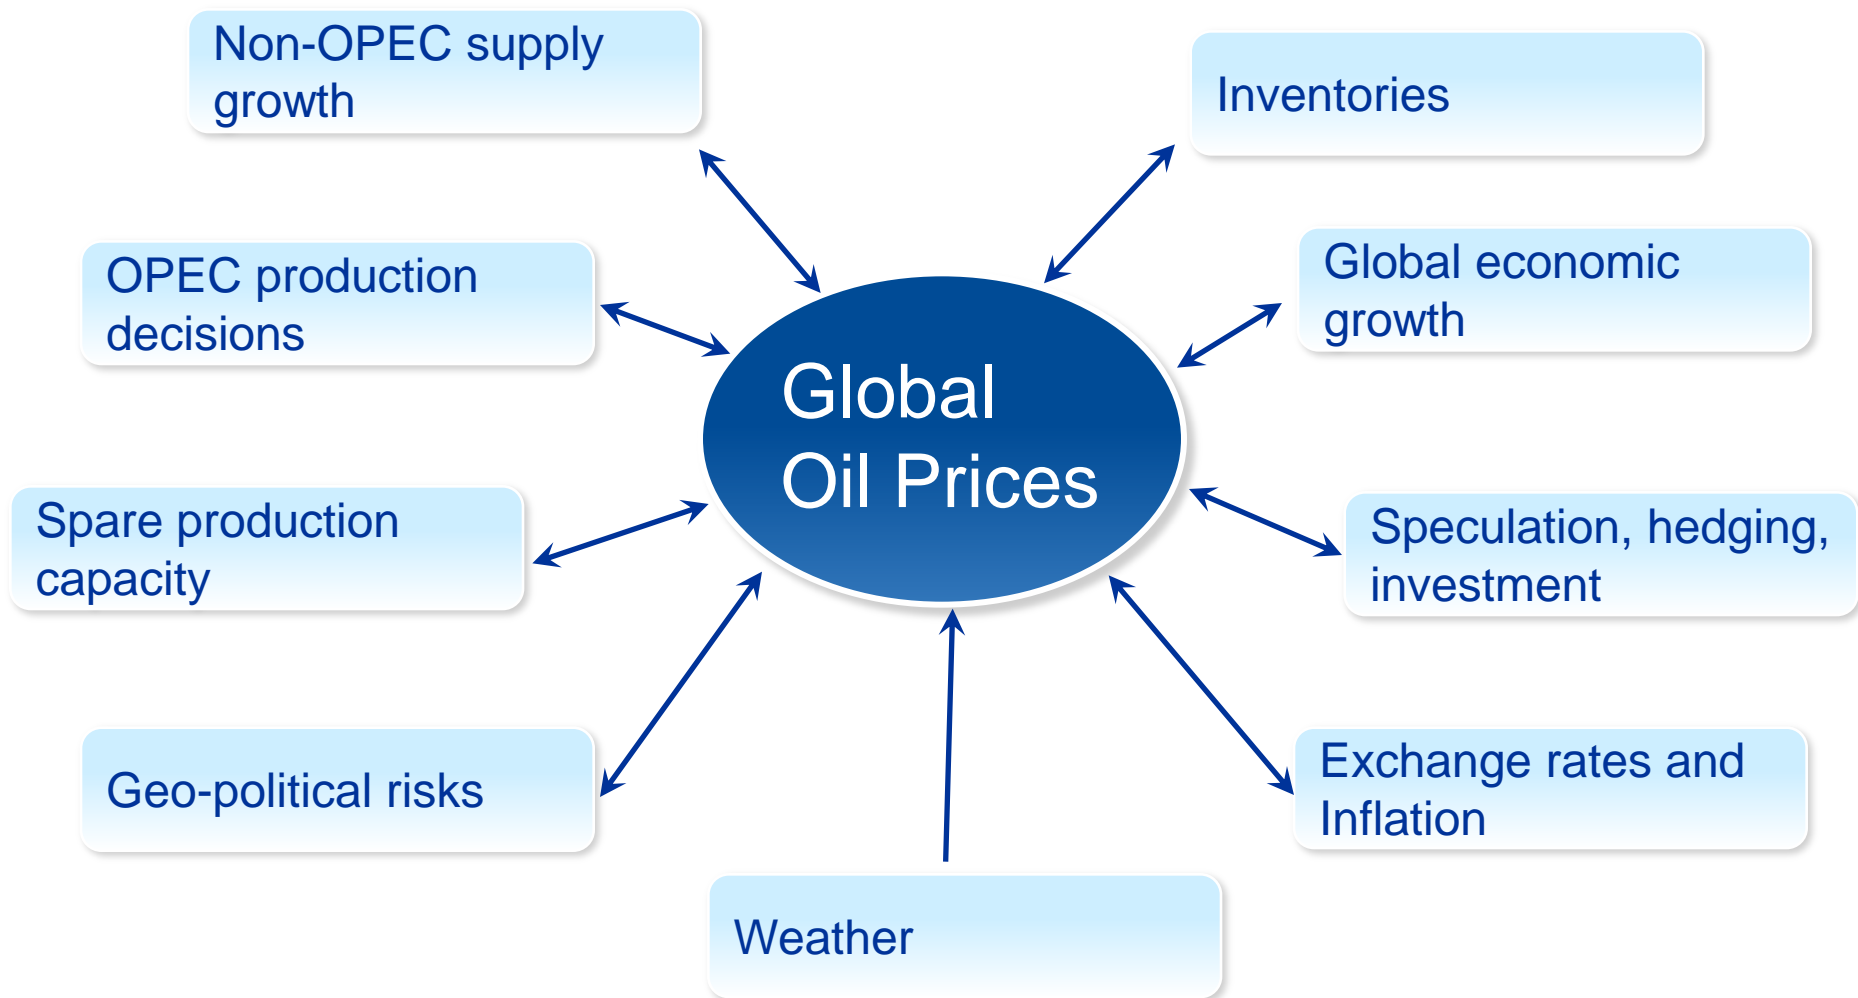 Non-OPEC supply
growth
Inventories
OPEC production
decisions
Global economic
growth
Global
Oil Prices
Spare production
capacity
Speculation, hedging,
investment
Geo-political risks
Exchange rates and
Inflation
Weather